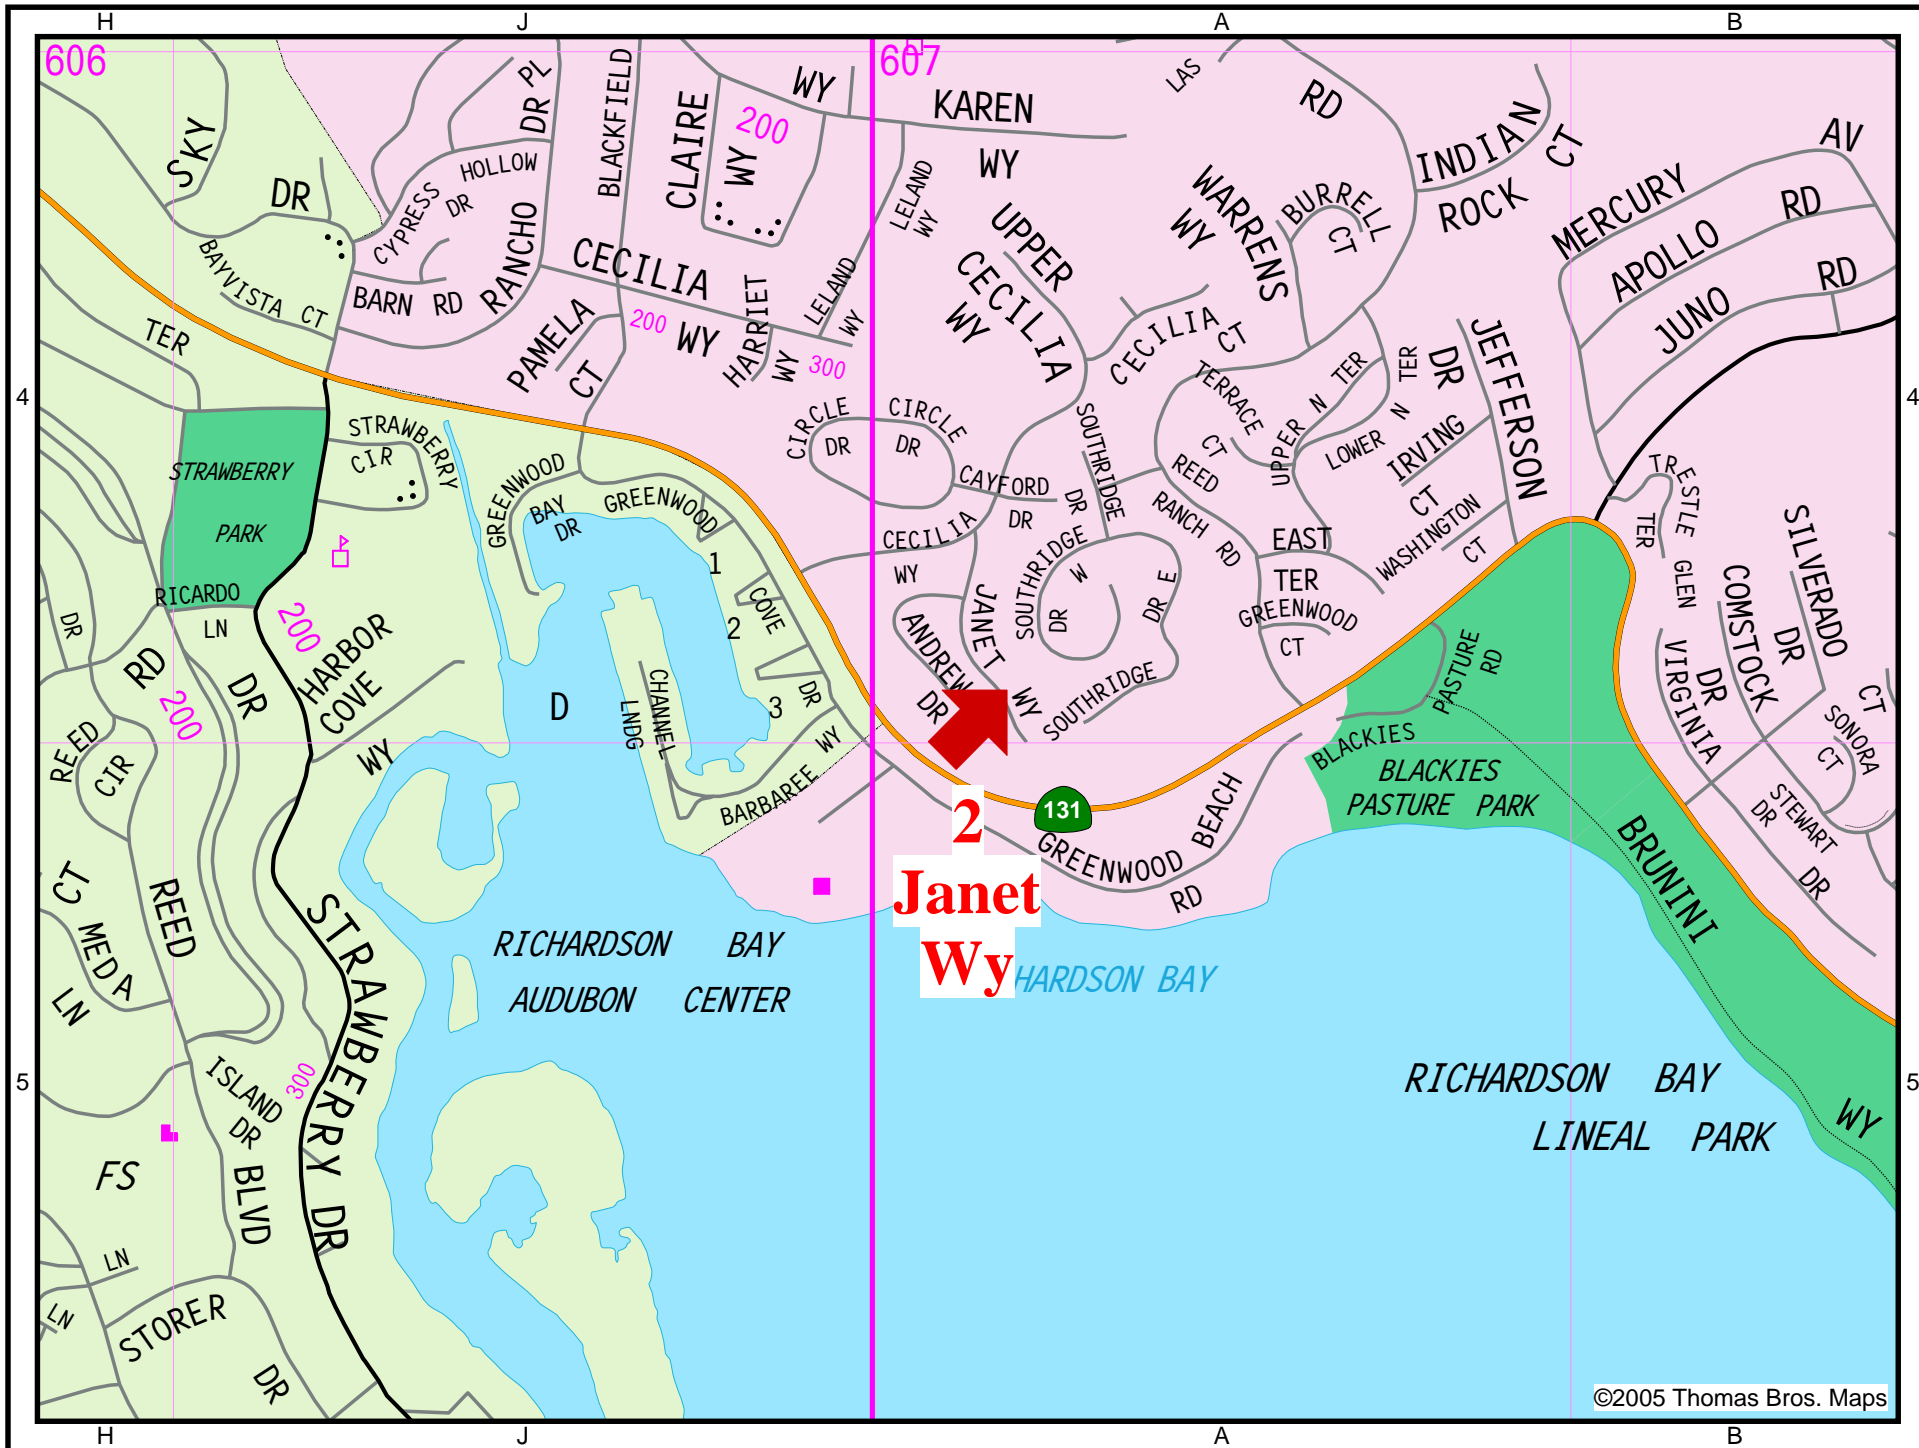 H J A B
606
607
SKY
DR
PL
DR
BLACKFIELD
CLAIRE
WY
200
WY
KAREN
WY
LAS
RD
INDIAN
ROCK
CT
AV
MERCURY
RD
APOLLO
RD
JUNO
HOLLOW
DR
CYPRESS
RANCHO
BARN RD
BAYVISTA CT
TER
CECILIA
WY
200
300
PAMELA
CT
HARRIET
WY
LELAND
WY
LELAND
WY
UPPER
CECILIA
WY
WARRENS
WY
BURRELL
CT
CECILIA
CT
TERRACE
CT
UPPER N TER
LOWER N TER
DR
JEFFERSON
IRVING
CT
WASHINGTON
CT
4
4
STRAWBERRY
CIR
STRAWBERRY
PARK
RICARDO
LN
GREENWOOD
BAY
DR
GREENWOOD
1
COVE
2
3
DR
CIRCLE
DR
CIRCLE
DR
CAYFORD
DR
SOUTHRIDGE
DR
REED
RANCH
RD
EAST
TER
GREENWOOD
CT
CECILIA
WY
JANET
WY
ANDREW
DR
SOUTHRIDGE
DR W
DR E
SOUTHRIDGE
TRESTLE
GLEN
TER
SILVERADO
DR
COMSTOCK
DR
VIRGINIA
CT
SONORA
CT
STEWART
DR
DR
PASTURE
RD
BLACKIES
BLACKIES
PASTURE PARK
BRUNINI
WY
DR
RD
200
DR
200
HARBOR
COVE
WY
D
CHANNEL
LNDG
BARBAREE WY
REED
CIR
CT
MEDA
LN
REED
BLVD
131
GREENWOOD BEACH
RD
2
Janet
Wy
HARDSON BAY
RICHARDSON BAY
AUDUBON CENTER
RICHARDSON BAY
LINEAL PARK
STRAWBERRY DR
ISLAND
DR
300
5
5
FS
LN
LN
STORER
DR
©2005 Thomas Bros. Maps
H J A B